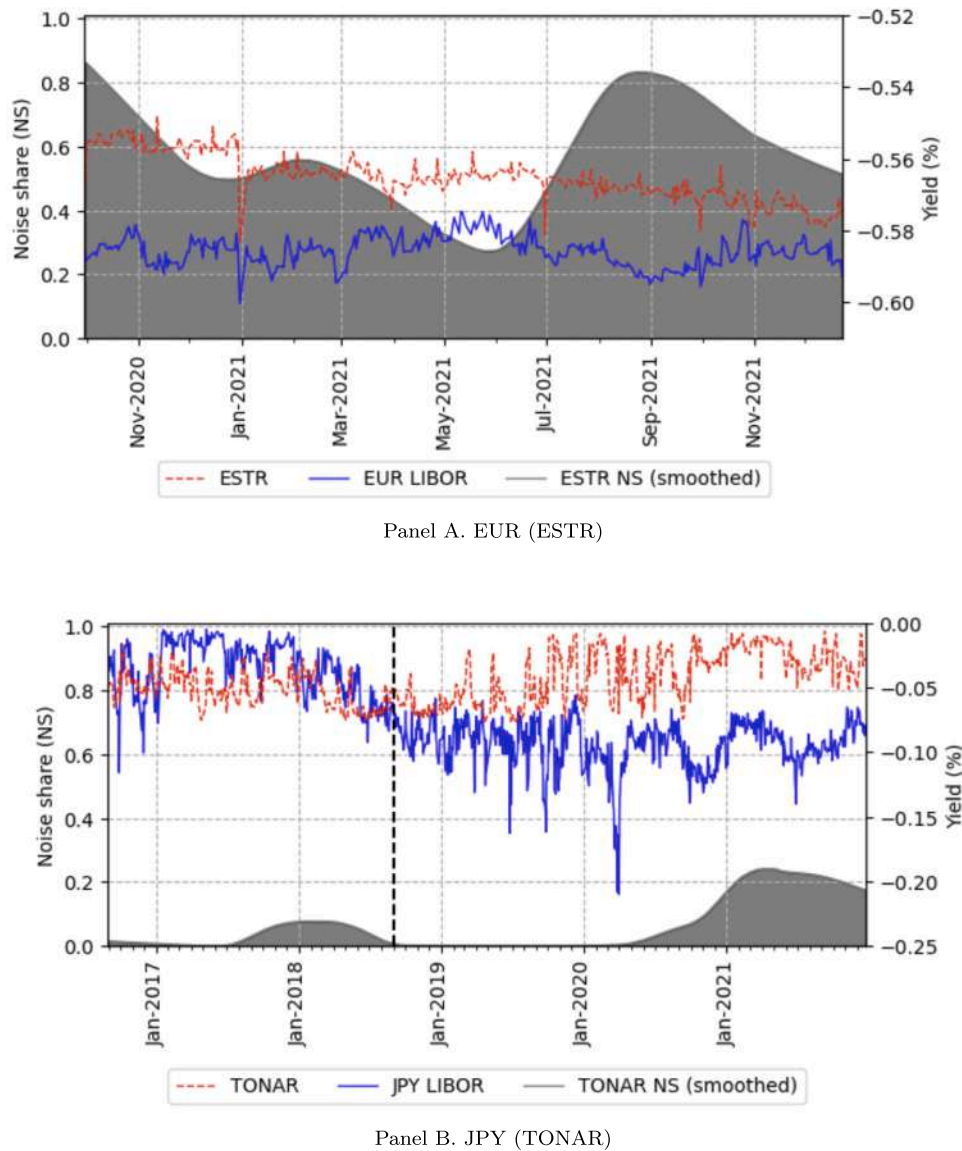 1.0
0.8
0.6
0.4
0.2
0.0
Noise share (NS)
−0.52
−0.54
−0.56
−0.58
−0.60
Yield (%)
Nov-2020
Jan-2021
Mar-2021
May-2021
Jul-2021
Sep-2021
Nov-2021
ESTR EUR LIBOR ESTR NS (smoothed)
Panel A. EUR (ESTR)
1.0
0.8
0.6
0.4
0.2
0.0
Noise share (NS)
0.00
−0.05
−0.10
−0.15
−0.20
−0.25
Yield (%)
Jan-2017
Jan-2018
Jan-2019
Jan-2020
Jan-2021
TONAR JPY LIBOR TONAR NS (smoothed)
Panel B. JPY (TONAR)